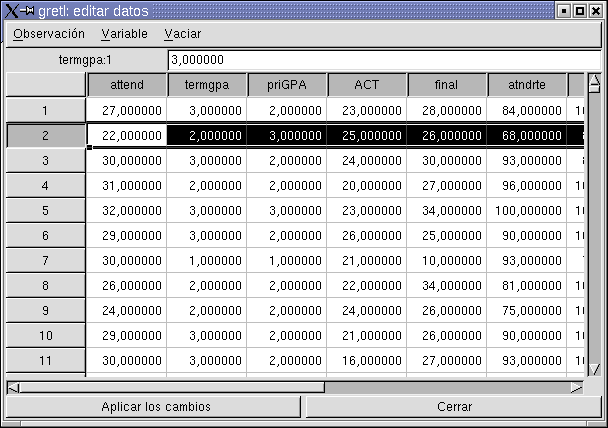 gretl: editar datos
Observación Variable Vaciar
termgpa:1 3,000000
attend termgpa priGPA ACT final atndrte
1 27,000000 3,000000 2,000000 23,000000 28,000000 84,000000
2 22,000000 2,000000 3,000000 25,000000 26,000000 68,000000
3 30,000000 3,000000 2,000000 24,000000 30,000000 93,000000
4 31,000000 2,000000 2,000000 20,000000 27,000000 96,000000
5 32,000000 3,000000 3,000000 23,000000 34,000000 100,000000
6 29,000000 3,000000 2,000000 26,000000 25,000000 90,000000
7 30,000000 1,000000 1,000000 21,000000 10,000000 93,000000
8 26,000000 2,000000 2,000000 22,000000 34,000000 81,000000
9 24,000000 2,000000 2,000000 24,000000 26,000000 75,000000
10 29,000000 3,000000 2,000000 21,000000 26,000000 90,000000
11 30,000000 3,000000 2,000000 16,000000 27,000000 93,000000
Aplicar los cambios Cerrar